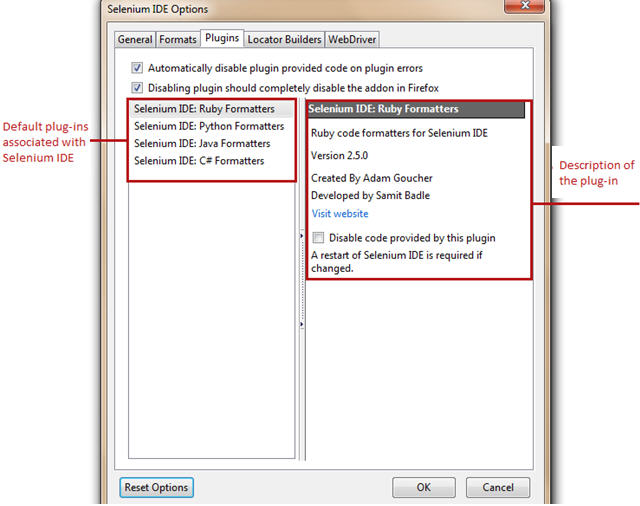 Selenium IDE Options
General Formats Plugins Locator Builders WebDriver
Automatically disable plugin provided code on plugin errors
Disabling plugin should completely disable the addon in Firefox
Default plug-ins
associated with
Selenium IDE
Selenium IDE: Ruby Formatters
Selenium IDE: Python Formatters
Selenium IDE: Java Formatters
Selenium IDE: C# Formatters
Selenium IDE: Ruby Formatters
Ruby code formatters for Selenium IDE
Version 2.5.0
Created By Adam Goucher
Developed by Samit Badle
Visit website
Disable code provided by this plugin
A restart of Selenium IDE is required if
changed.
Description of
the plug-in
Reset Options OK Cancel